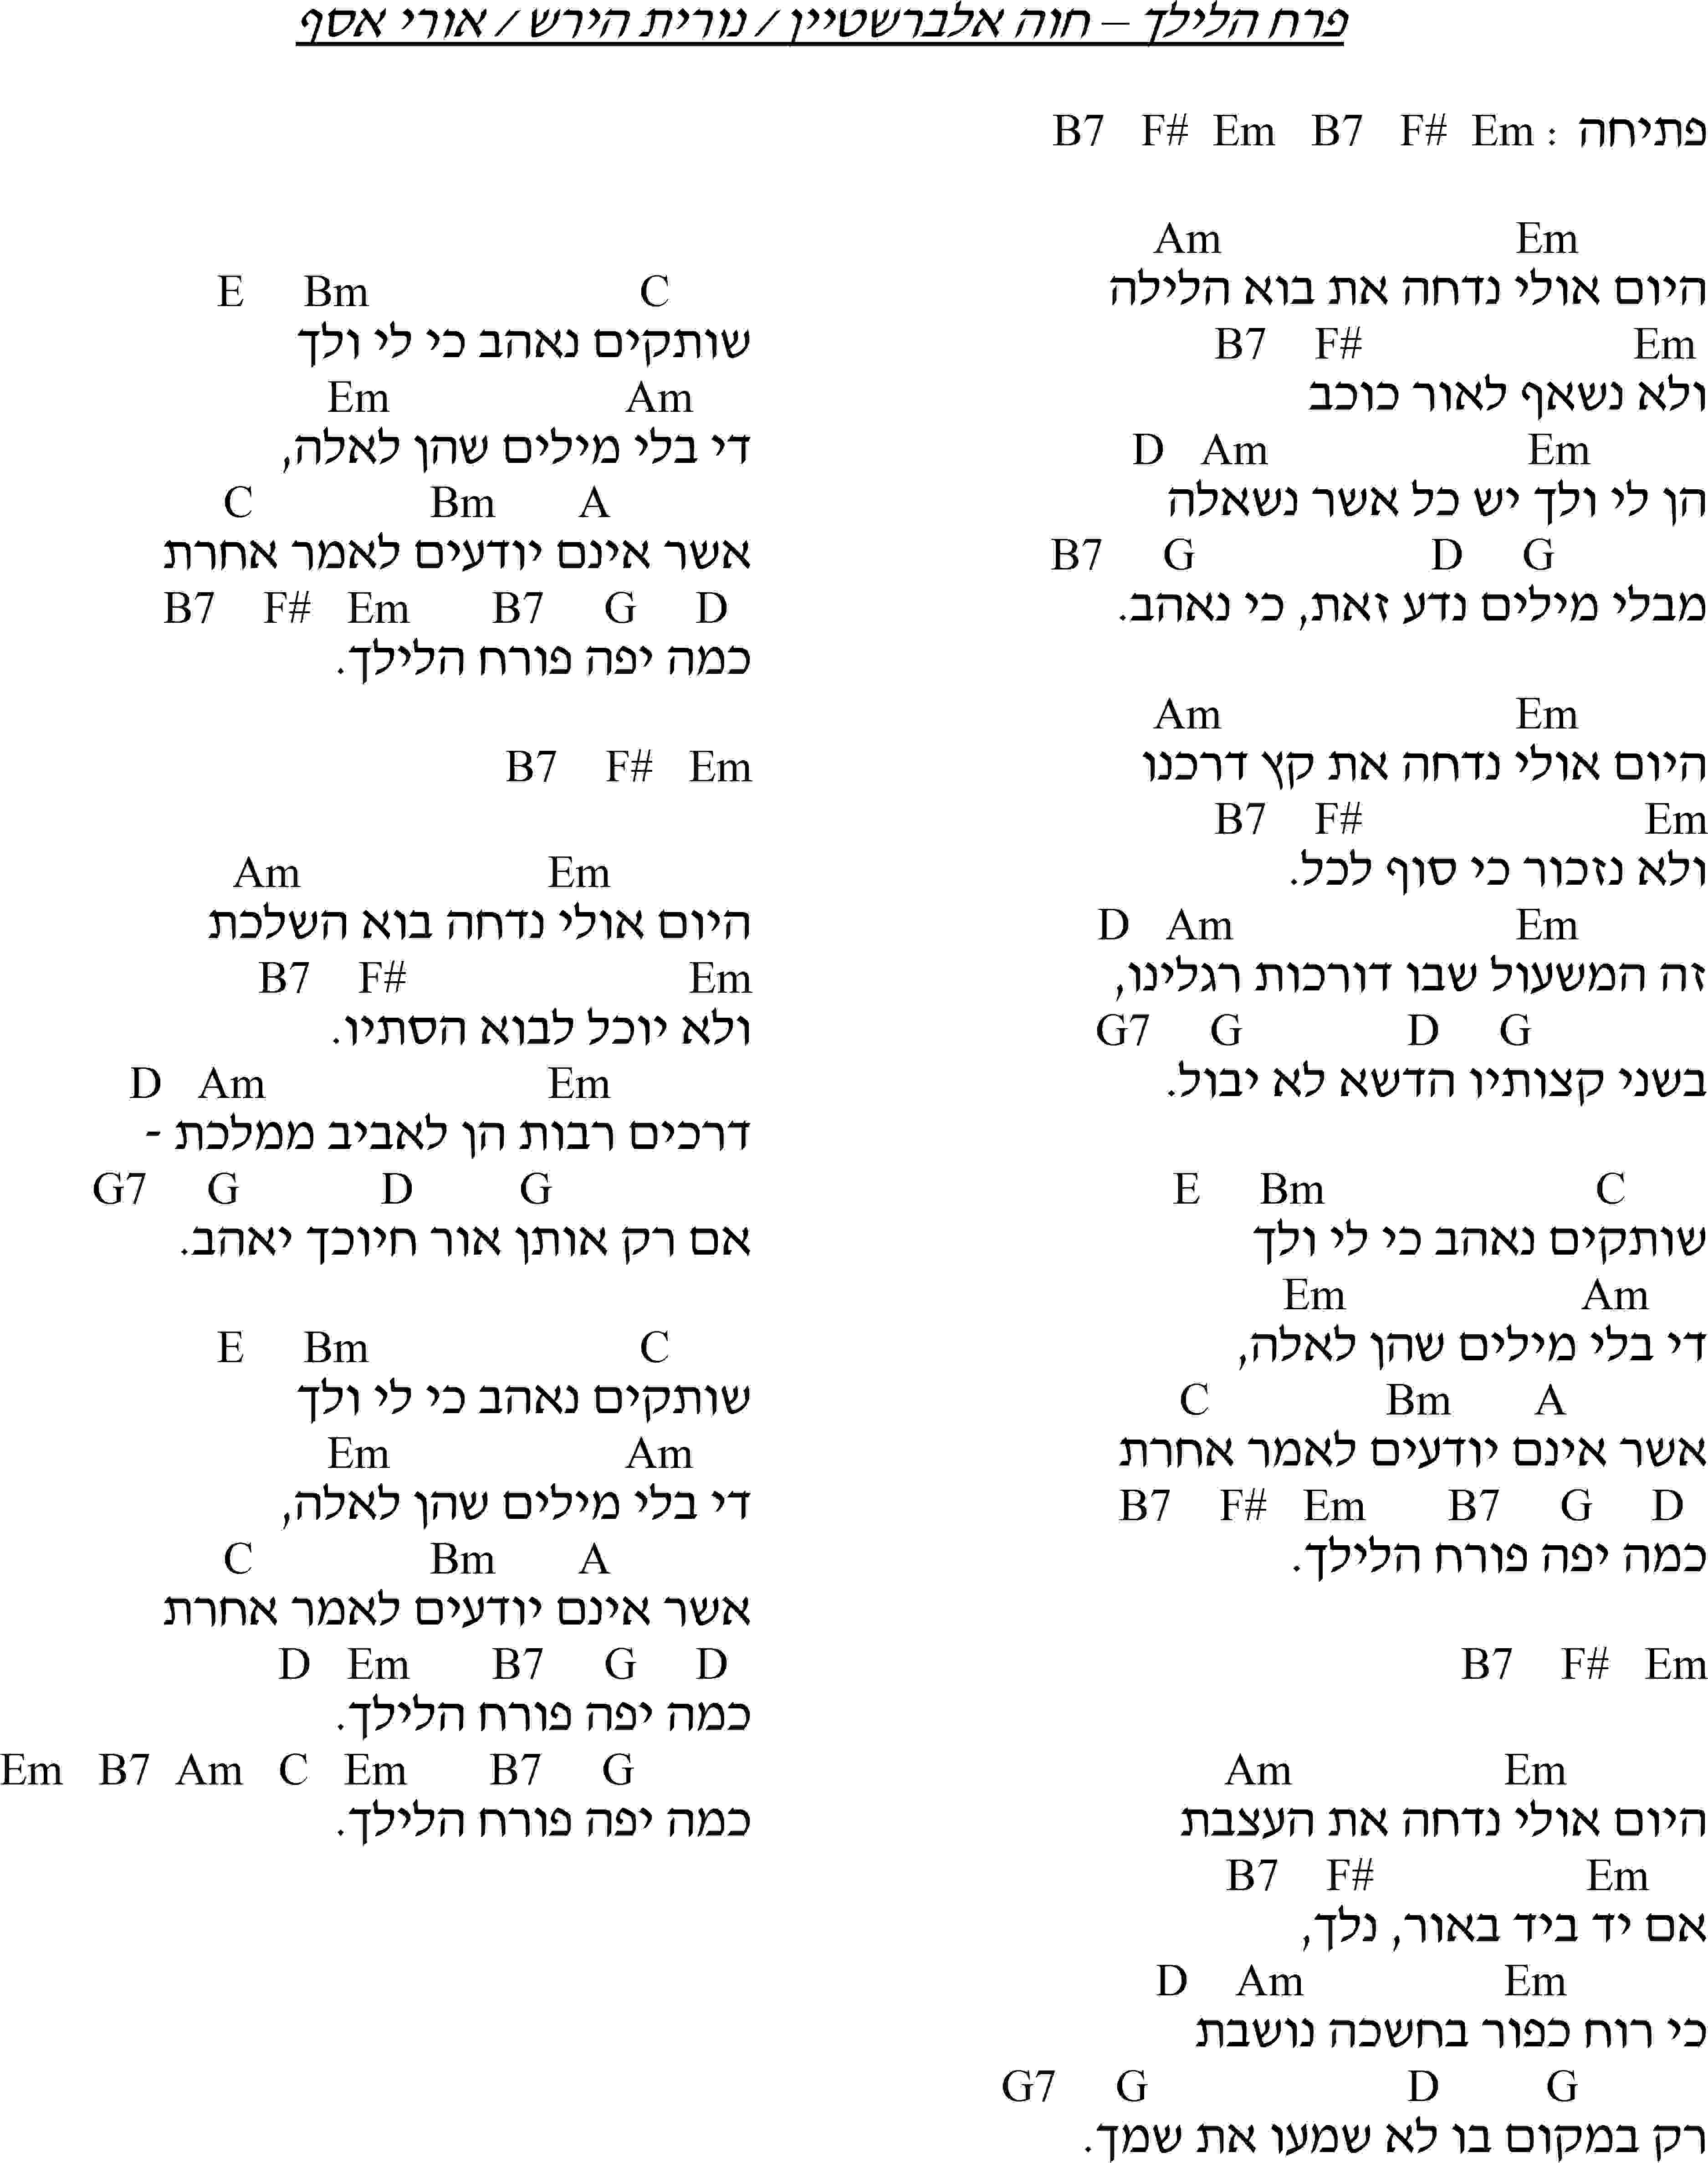 פרח הלילך – חוה אלברשטיין / נורית הירש / אורי אסף
פתיחה : B7 F# Em B7 F# Em
Am Em
היום אולי נדחה את בוא הלילה
B7 F# Em
ולא נשאף לאור כוכב
D Am Em
הן לי ולך יש כל אשר נשאלה
B7 G D G
מבלי מילים נדע זאת, כי נאהב.
Am Em
היום אולי נדחה את קץ דרכנו
B7 F# Em
ולא נזכור כי סוף לכל.
D Am Em
זה המשעול שבו דורכות רגלינו,
G7 G D G
בשני קצותיו הדשא לא יבול.
E Bm C
שותקים נאהב כי לי ולך
Em Am
די בלי מילים שהן לאלה,
C Bm A
אשר אינם יודעים לאמר אחרת
B7 F# Em B7 G D
כמה יפה פורח הלילך.
B7 F# Em
Am Em
היום אולי נדחה את העצבת
B7 F# Em
אם יד ביד באור, נלך,
D Am Em
כי רוח כפור בחשכה נושבת
G7 G D G
רק במקום בו לא שמעו את שמך.
E Bm C
שותקים נאהב כי לי ולך
Em Am
די בלי מילים שהן לאלה,
C Bm A
אשר אינם יודעים לאמר אחרת
B7 F# Em B7 G D
כמה יפה פורח הלילך.
B7 F# Em
Am Em
היום אולי נדחה בוא השלכת
B7 F# Em
ולא יוכל לבוא הסתיו.
D Am Em
דרכים רבות הן לאביב ממלכת -
G7 G D G
אם רק אותן אור חיוכך יאהב.
E Bm C
שותקים נאהב כי לי ולך
Em Am
די בלי מילים שהן לאלה,
C Bm A
אשר אינם יודעים לאמר אחרת
D Em B7 G D
כמה יפה פורח הלילך.
Em B7 Am C Em B7 G
כמה יפה פורח הלילך.